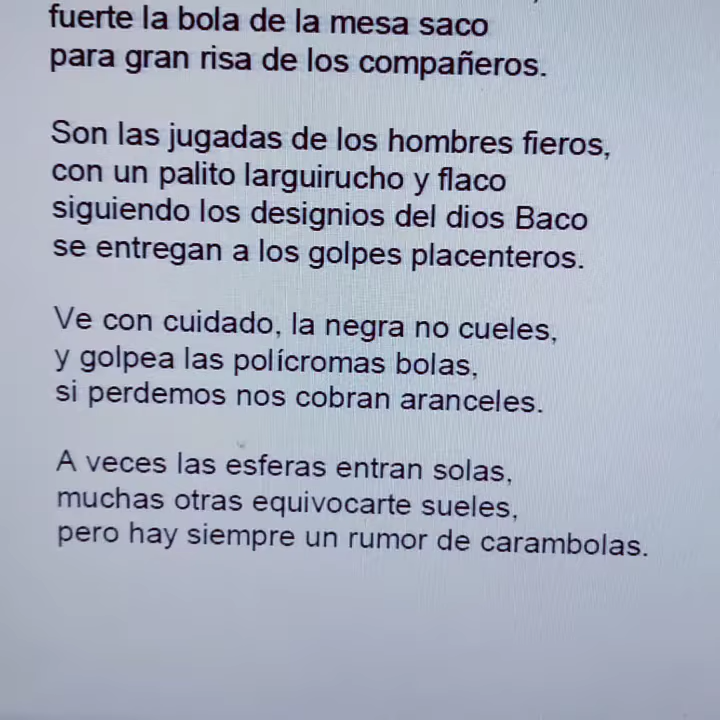 fuerte la bola de la mesa saco
para gran risa de los compañeros.
Son las jugadas de los hombres fieros,
con un palito larguirucho y flaco
siguiendo los designios del dios Baco
se entregan a los golpes placenteros.
Ve con cuidado, la negra no cueles,
y golpea las polícromas bolas,
si perdemos nos cobran aranceles.
A veces las esferas entran solas,
muchas otras equivocarte sueles,
pero hay siempre un rumor de carambolas.